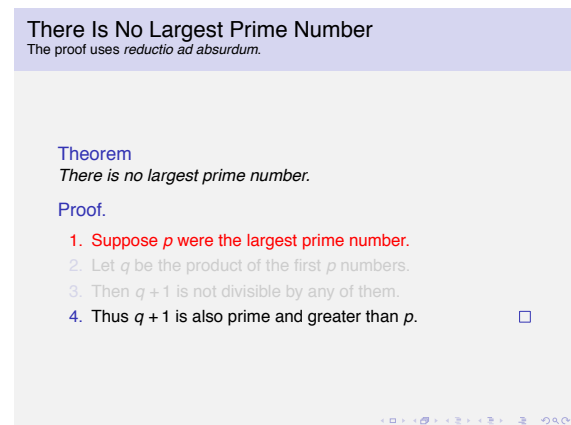 There Is No Largest Prime Number
The proof uses reductio ad absurdum.
Theorem
There is no largest prime number.
Proof.
1. Suppose p were the largest prime number.
2. Let q be the product of the first p numbers.
3. Then q + 1 is not divisible by any of them.
4. Thus q + 1 is also prime and greater than p.